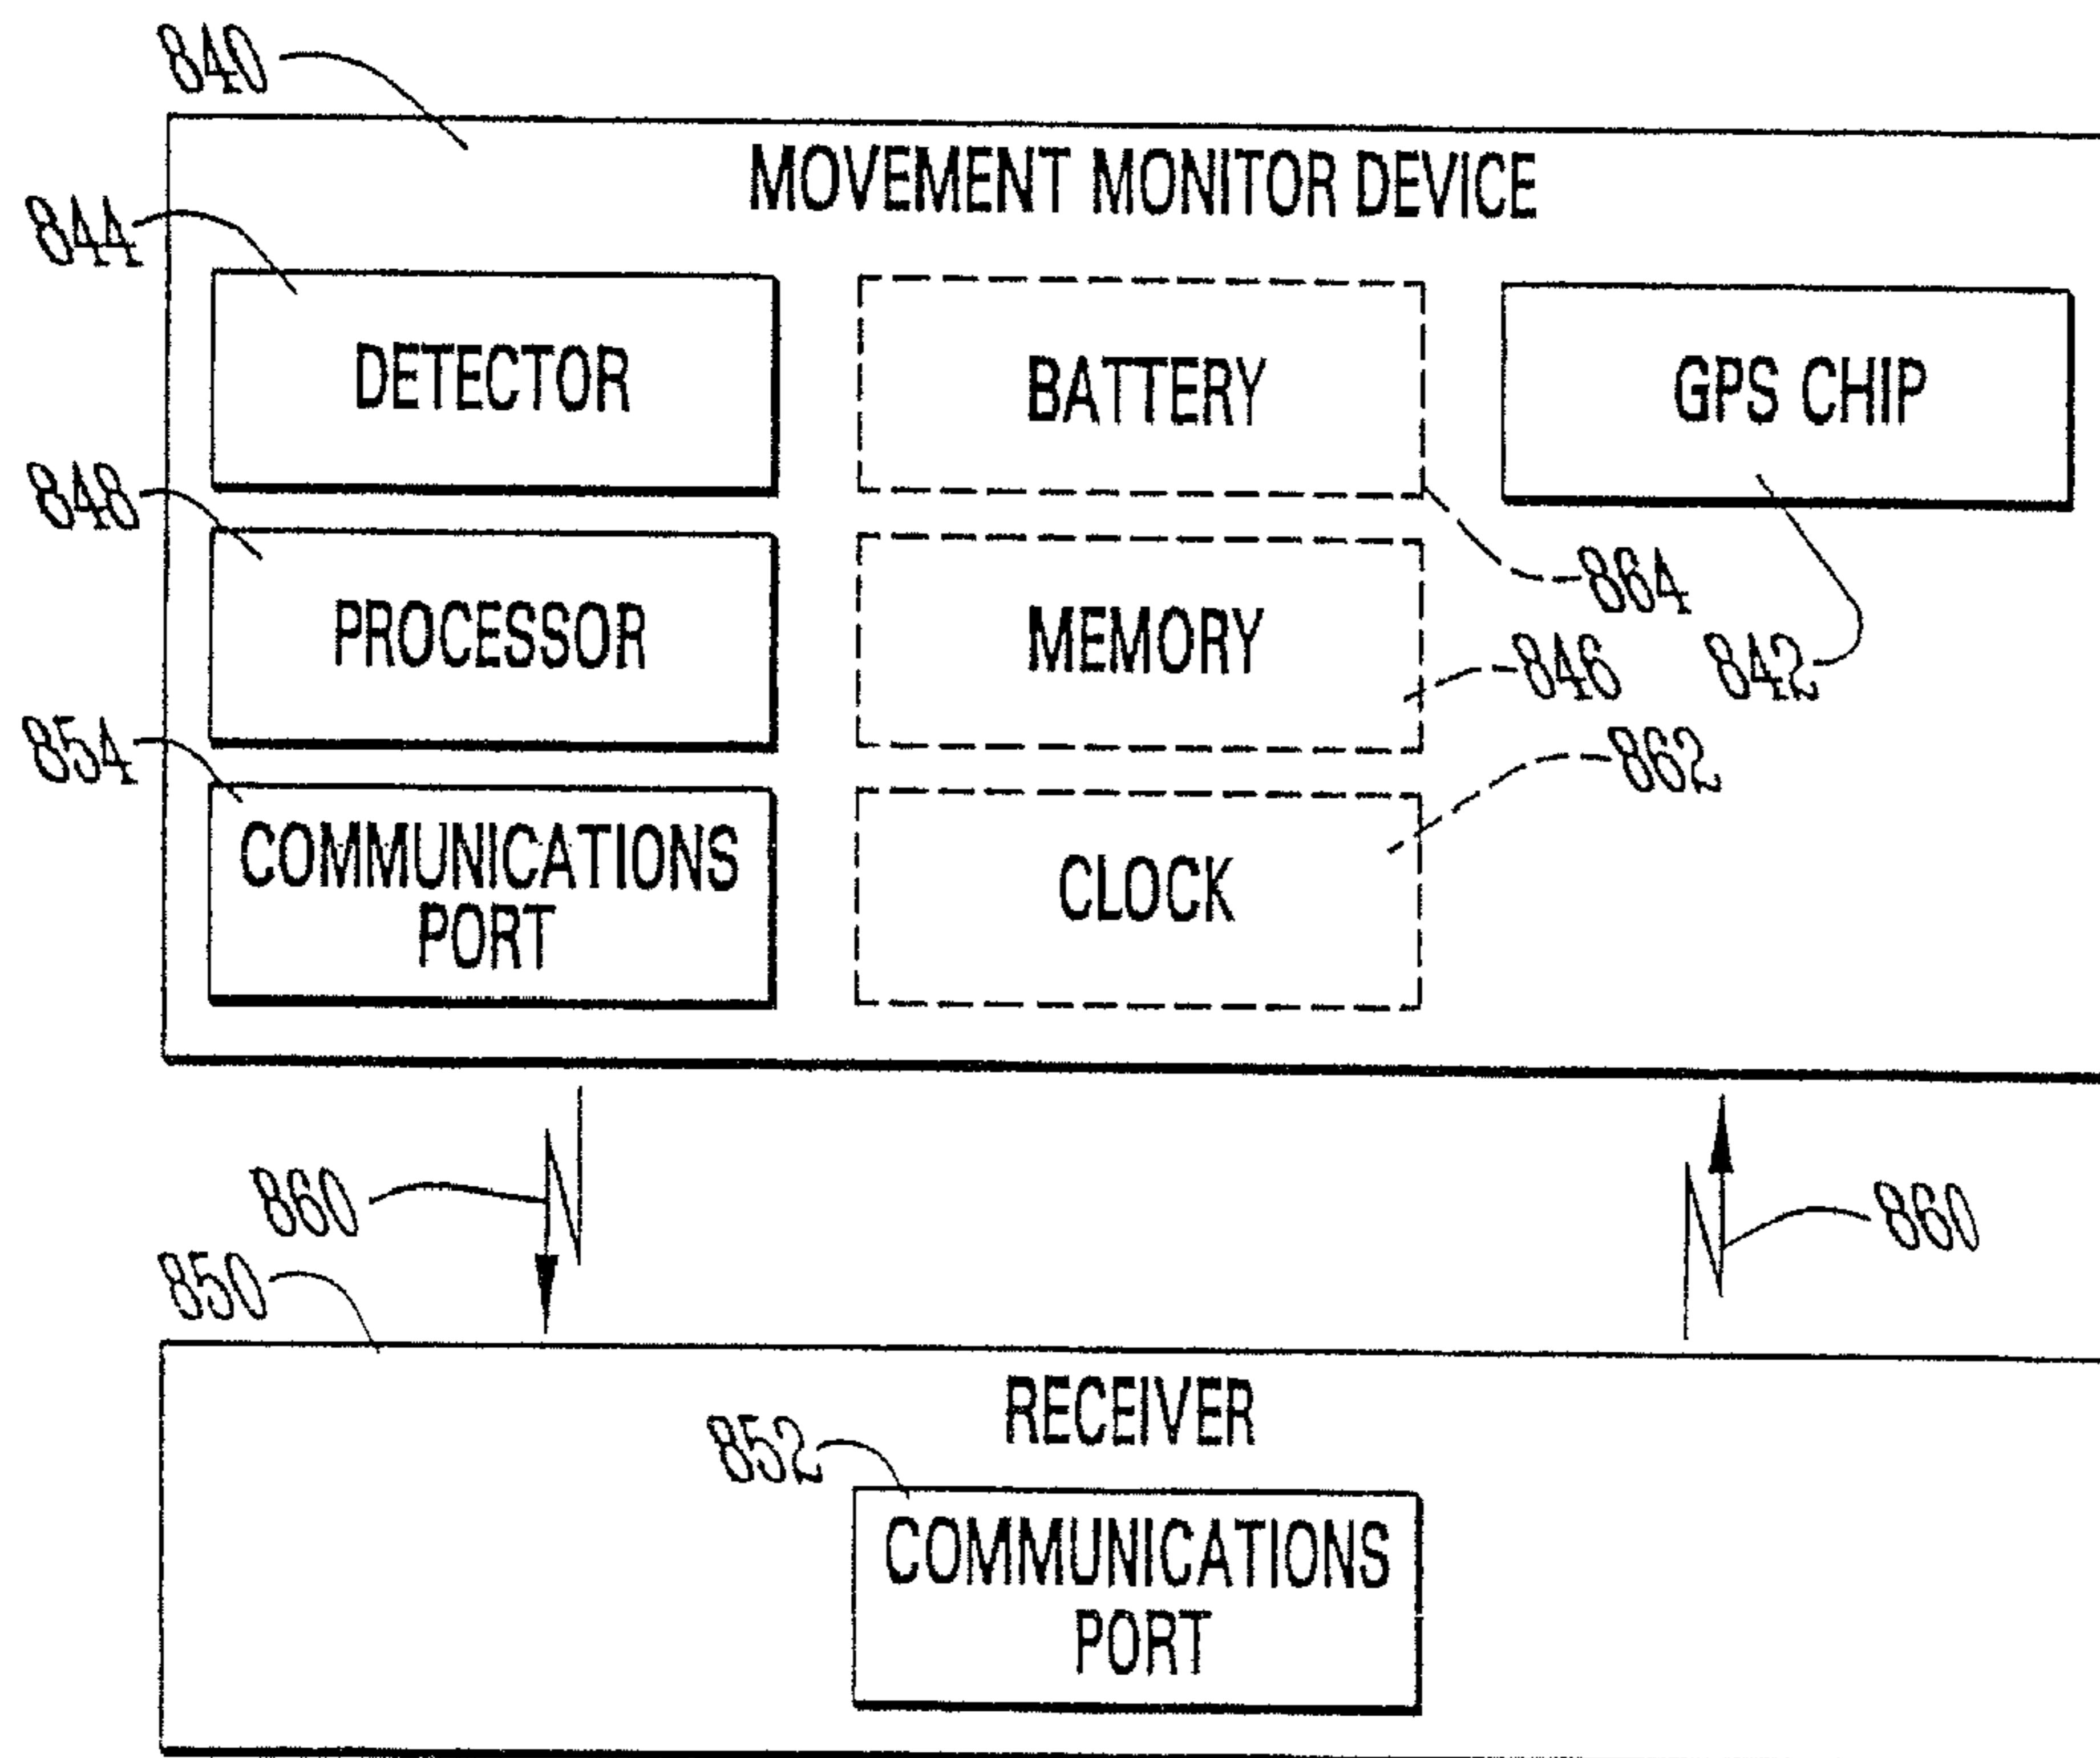 840
MOVEMENT MONITOR DEVICE
844
DETECTOR
BATTERY
GPS CHIP
848
864
PROCESSOR
MEMORY
846
842
854
862
COMMUNICATIONS
PORT
CLOCK
860
860
850
RECEIVER
852
COMMUNICATIONS
PORT